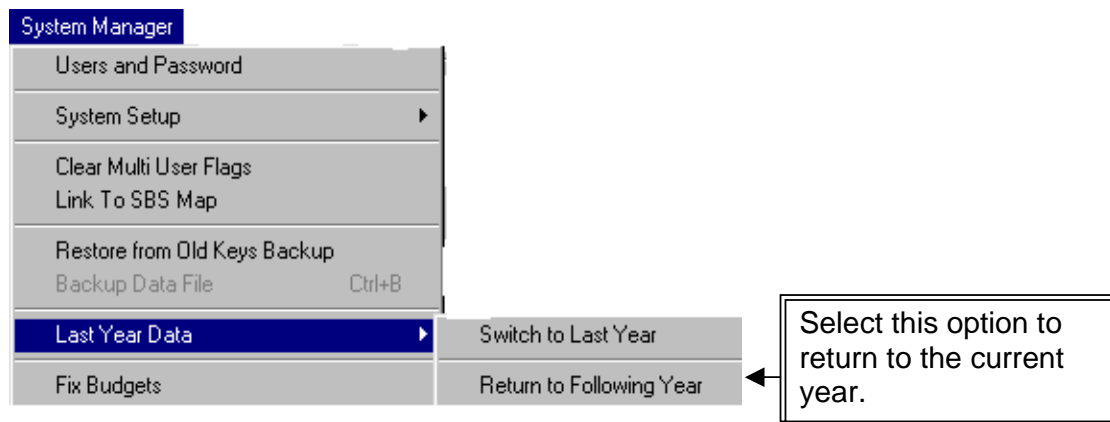 System Manager
Users and Password
System Setup
Clear Multi User Flags
Link To SBS Map
Restore from Old Keys Backup
Backup Data File Ctrl+B
Last Year Data
Switch to Last Year
Fix Budgets
Return to Following Year
Select this option to
return to the current
year.